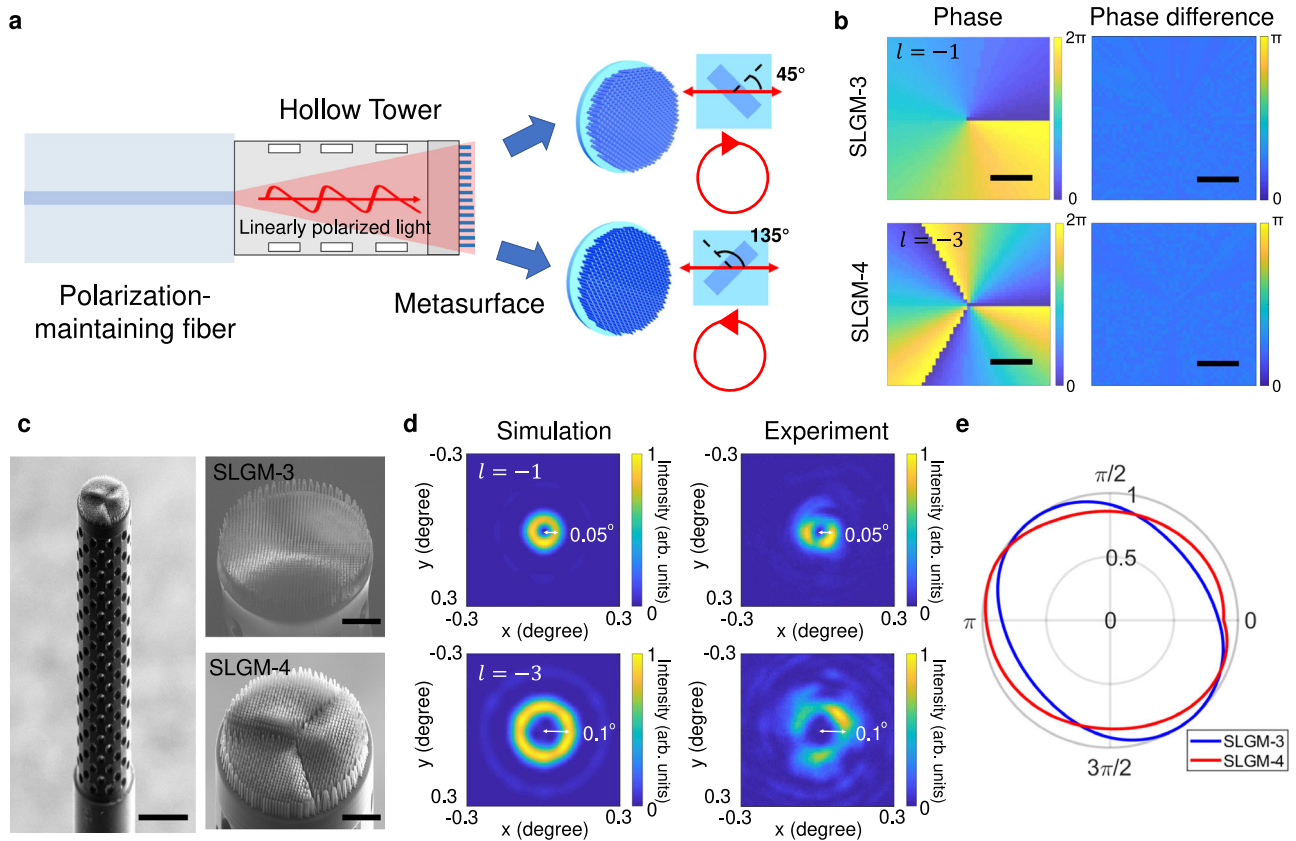 a
Hollow Tower
Linearly polarized light
Polarization-
maintaining fiber
Metasurface
45°
135°
b
Phase
Phase difference
SLGM-3
l = −1
2π
0
π
0
SLGM-4
l = −3
2π
0
π
0
c
SLGM-3
SLGM-4
d
Simulation
Experiment
-0.3
y (degree)
0.3
-0.3
x (degree)
0.3
l = −1
0.05°
1
Intensity (arb. units)
0
-0.3
y (degree)
0.3
-0.3
x (degree)
0.3
0.05°
1
Intensity (arb. units)
0
-0.3
y (degree)
0.3
-0.3
x (degree)
0.3
l = −3
0.1°
1
Intensity (arb. units)
0
-0.3
y (degree)
0.3
-0.3
x (degree)
0.3
0.1°
1
Intensity (arb. units)
0
e
π/2
1
0.5
π
0
0
3π/2
SLGM-3
SLGM-4